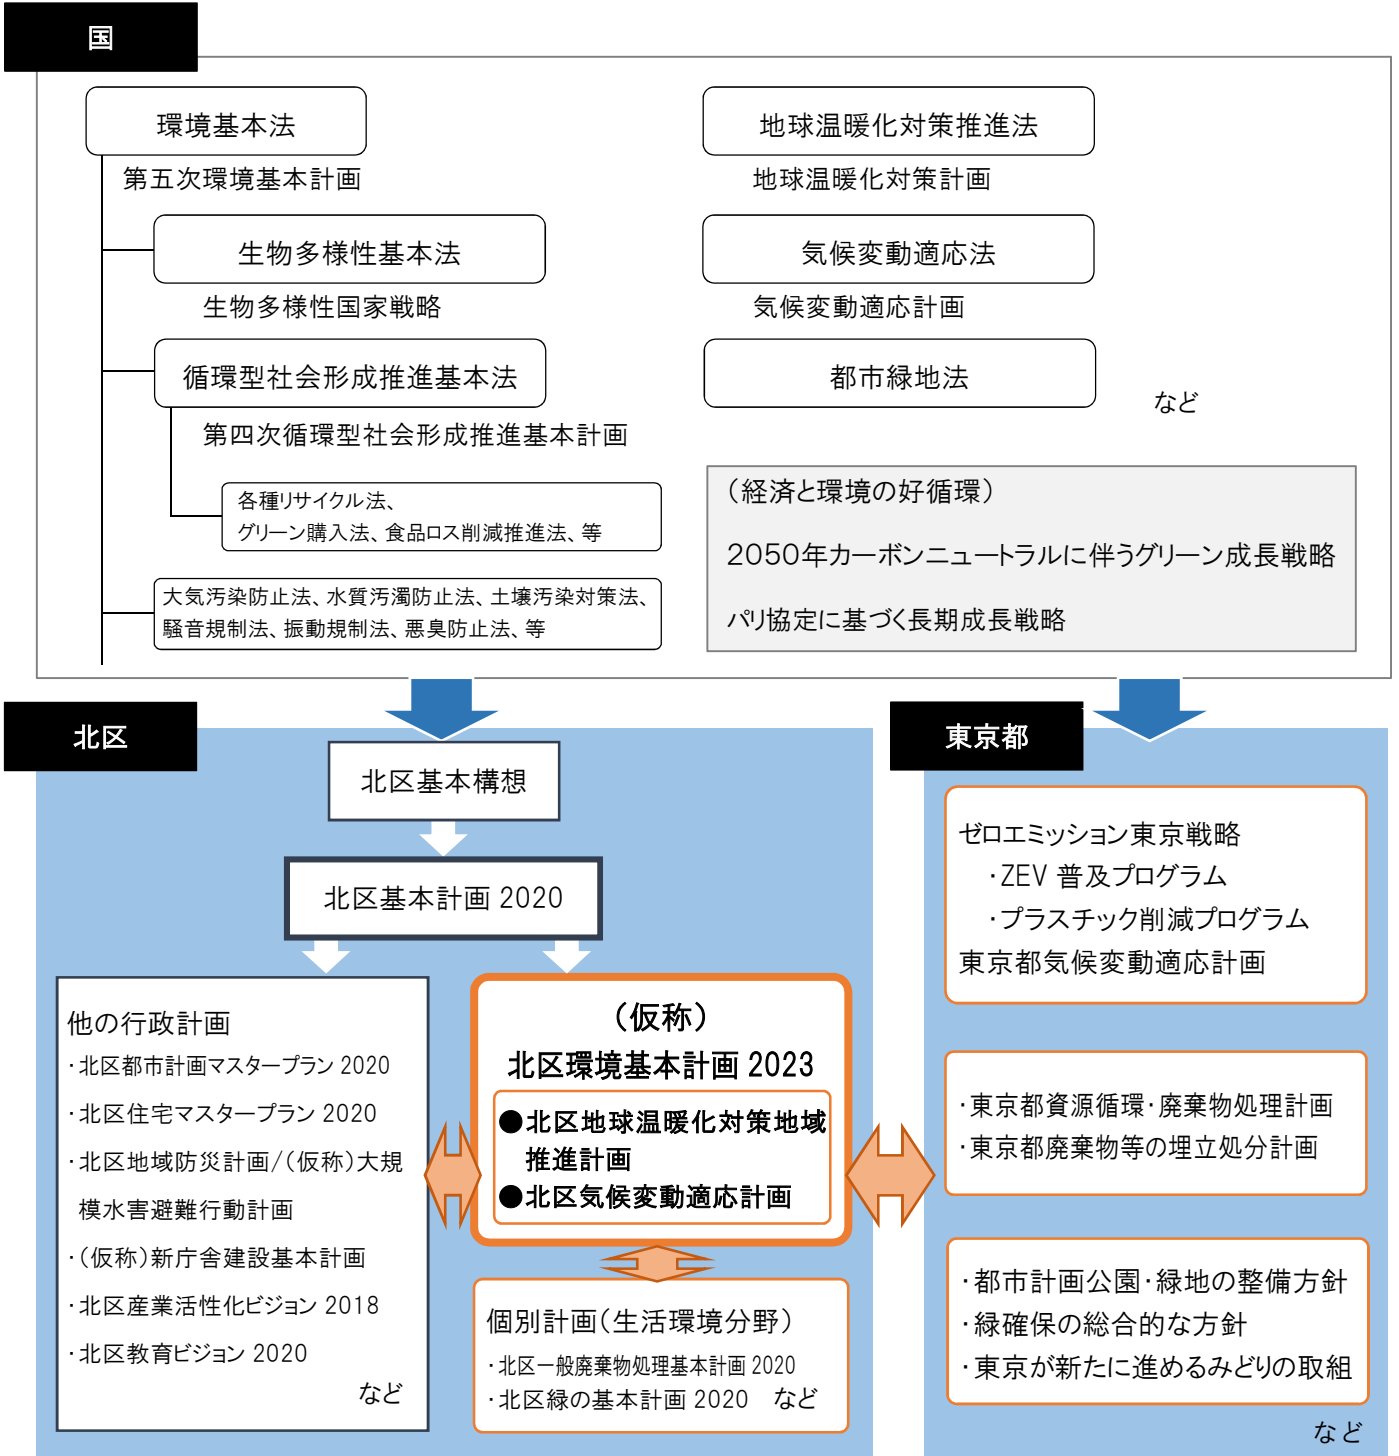 国
環境基本法
第五次環境基本計画
生物多様性基本法
生物多様性国家戦略
循環型社会形成推進基本法
第四次循環型社会形成推進基本計画
各種リサイクル法、
グリーン購入法、食品ロス削減推進法、等
大気汚染防止法、水質汚濁防止法、土壌汚染対策法、
騒音規制法、振動規制法、悪臭防止法、等
地球温暖化対策推進法
地球温暖化対策計画
気候変動適応法
気候変動適応計画
都市緑地法
など
（経済と環境の好循環）
2050年カーボンニュートラルに伴うグリーン成長戦略
パリ協定に基づく長期成長戦略
北区
北区基本構想
北区基本計画 2020
他の行政計画
・北区都市計画マスタープラン 2020
・北区住宅マスタープラン 2020
・北区地域防災計画/（仮称）大規
模水害避難行動計画
・（仮称）新庁舎建設基本計画
・北区産業活性化ビジョン 2018
・北区教育ビジョン 2020
など
（仮称）
北区環境基本計画 2023
●北区地球温暖化対策地域
推進計画
●北区気候変動適応計画
個別計画（生活環境分野）
・北区一般廃棄物処理基本計画 2020
・北区緑の基本計画 2020　など
東京都
ゼロエミッション東京戦略
・ZEV 普及プログラム
・プラスチック削減プログラム
東京都気候変動適応計画
・東京都資源循環・廃棄物処理計画
・東京都廃棄物等の埋立処分計画
・都市計画公園・緑地の整備方針
・緑確保の総合的な方針
・東京が新たに進めるみどりの取組
など